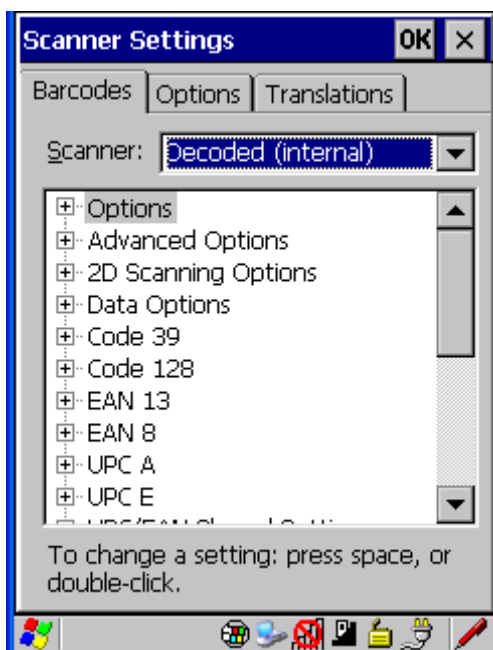 Scanner Settings OK
Barcodes Options Translations
Scanner: Decoded (internal)
Options
Advanced Options
2D Scanning Options
Data Options
Code 39
Code 128
EAN 13
EAN 8
UPC A
UPC E
To change a setting: press space, or
double-click.